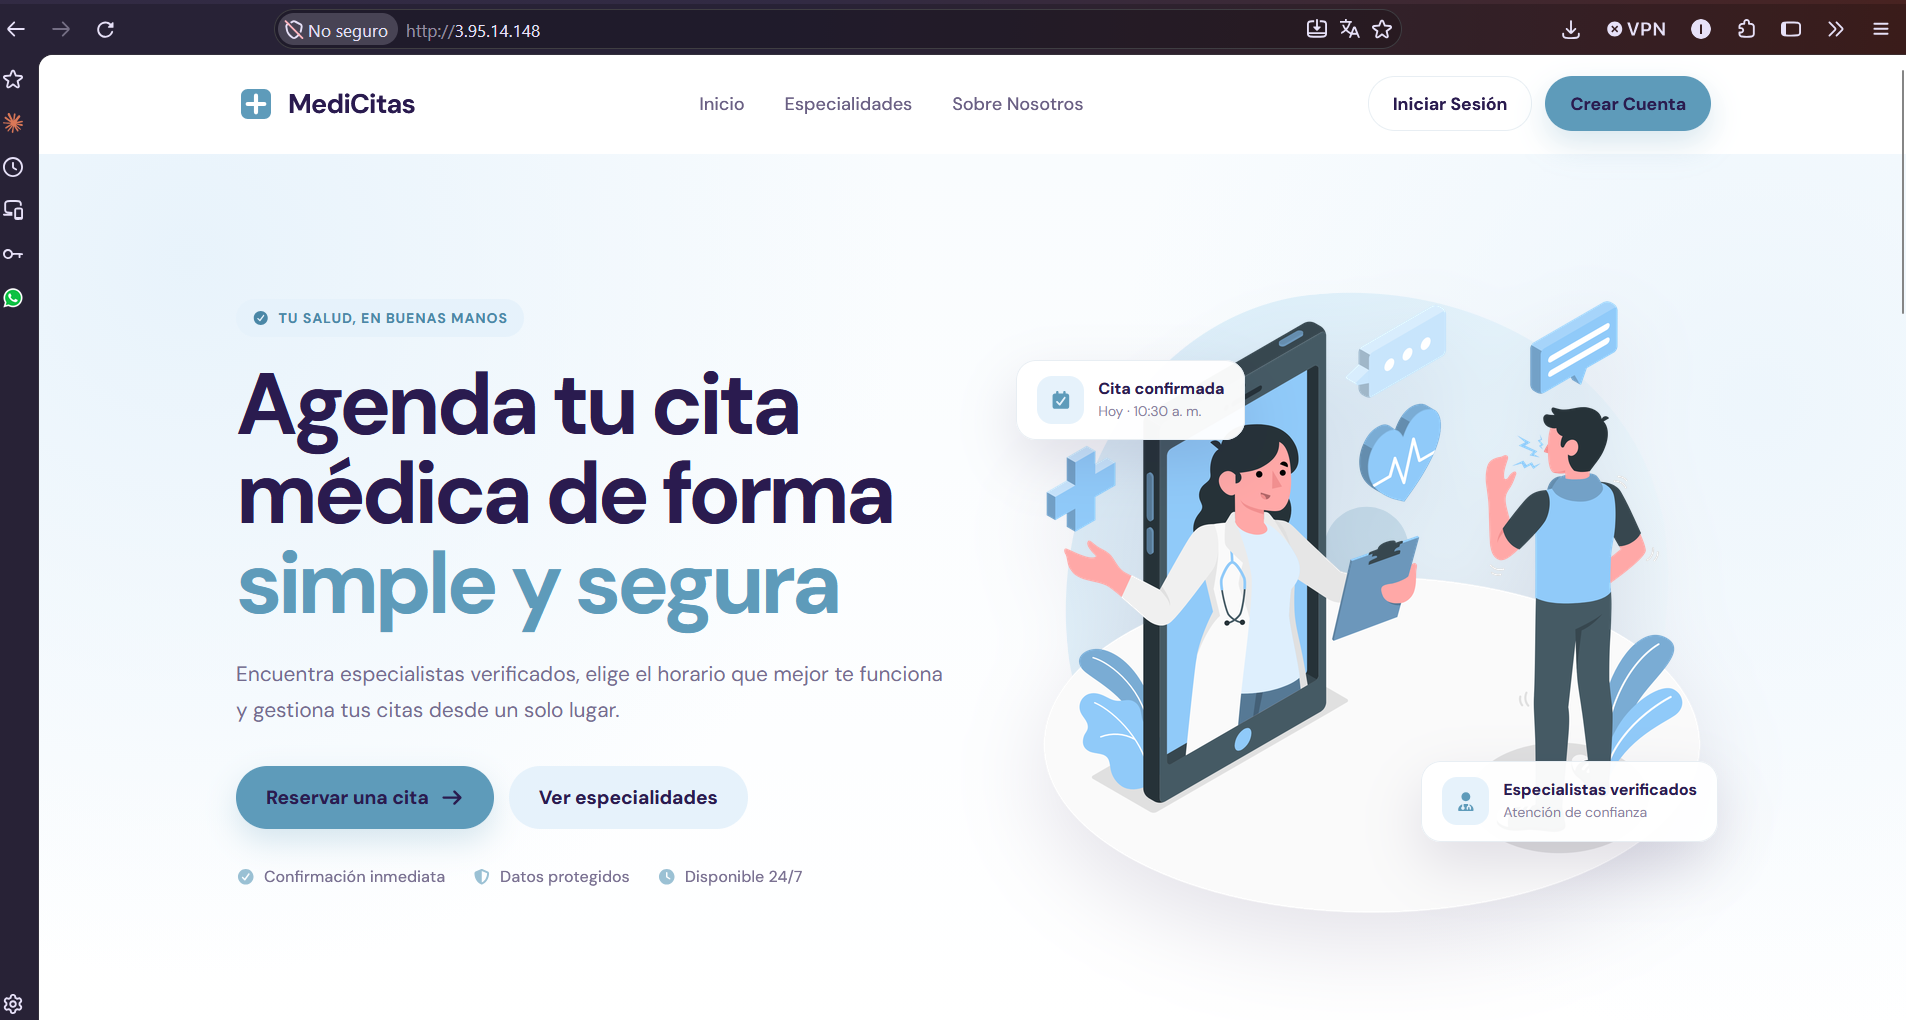 No seguro
http://3.95.14.148
VPN
MediCitas
Inicio
Especialidades
Sobre Nosotros
Iniciar Sesión
Crear Cuenta
TU SALUD, EN BUENAS MANOS
Agenda tu cita
médica de forma
simple y segura
Encuentra especialistas verificados, elige el horario que mejor te funciona
y gestiona tus citas desde un solo lugar.
Reservar una cita
Ver especialidades
Confirmación inmediata
Datos protegidos
Disponible 24/7
Cita confirmada
Hoy · 10:30 a. m.
Especialistas verificados
Atención de confianza